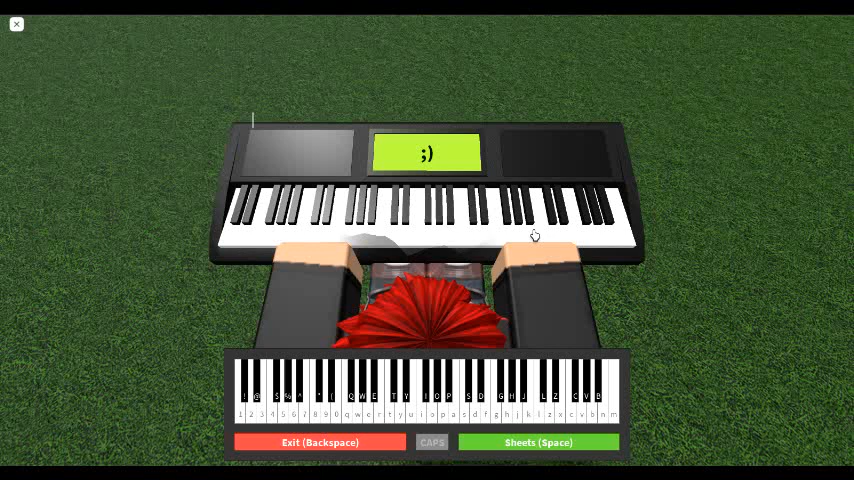 ;)
! @ $ % ^ * ( Q W E T Y I O P S D G H J L Z C V B
1 2 3 4 5 6 7 8 9 0 q w e r t y u i o p a s d f g h j k l z x c v b n m
Exit (Backspace) CAPS Sheets (Space)